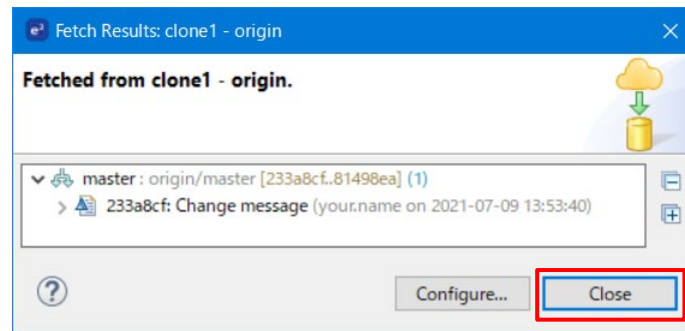 e² Fetch Results: clone1 - origin
Fetched from clone1 - origin.
master : origin/master [233a8cf..81498ea] (1)
233a8cf: Change message (your.name on 2021-07-09 13:53:40)
? Configure... Close